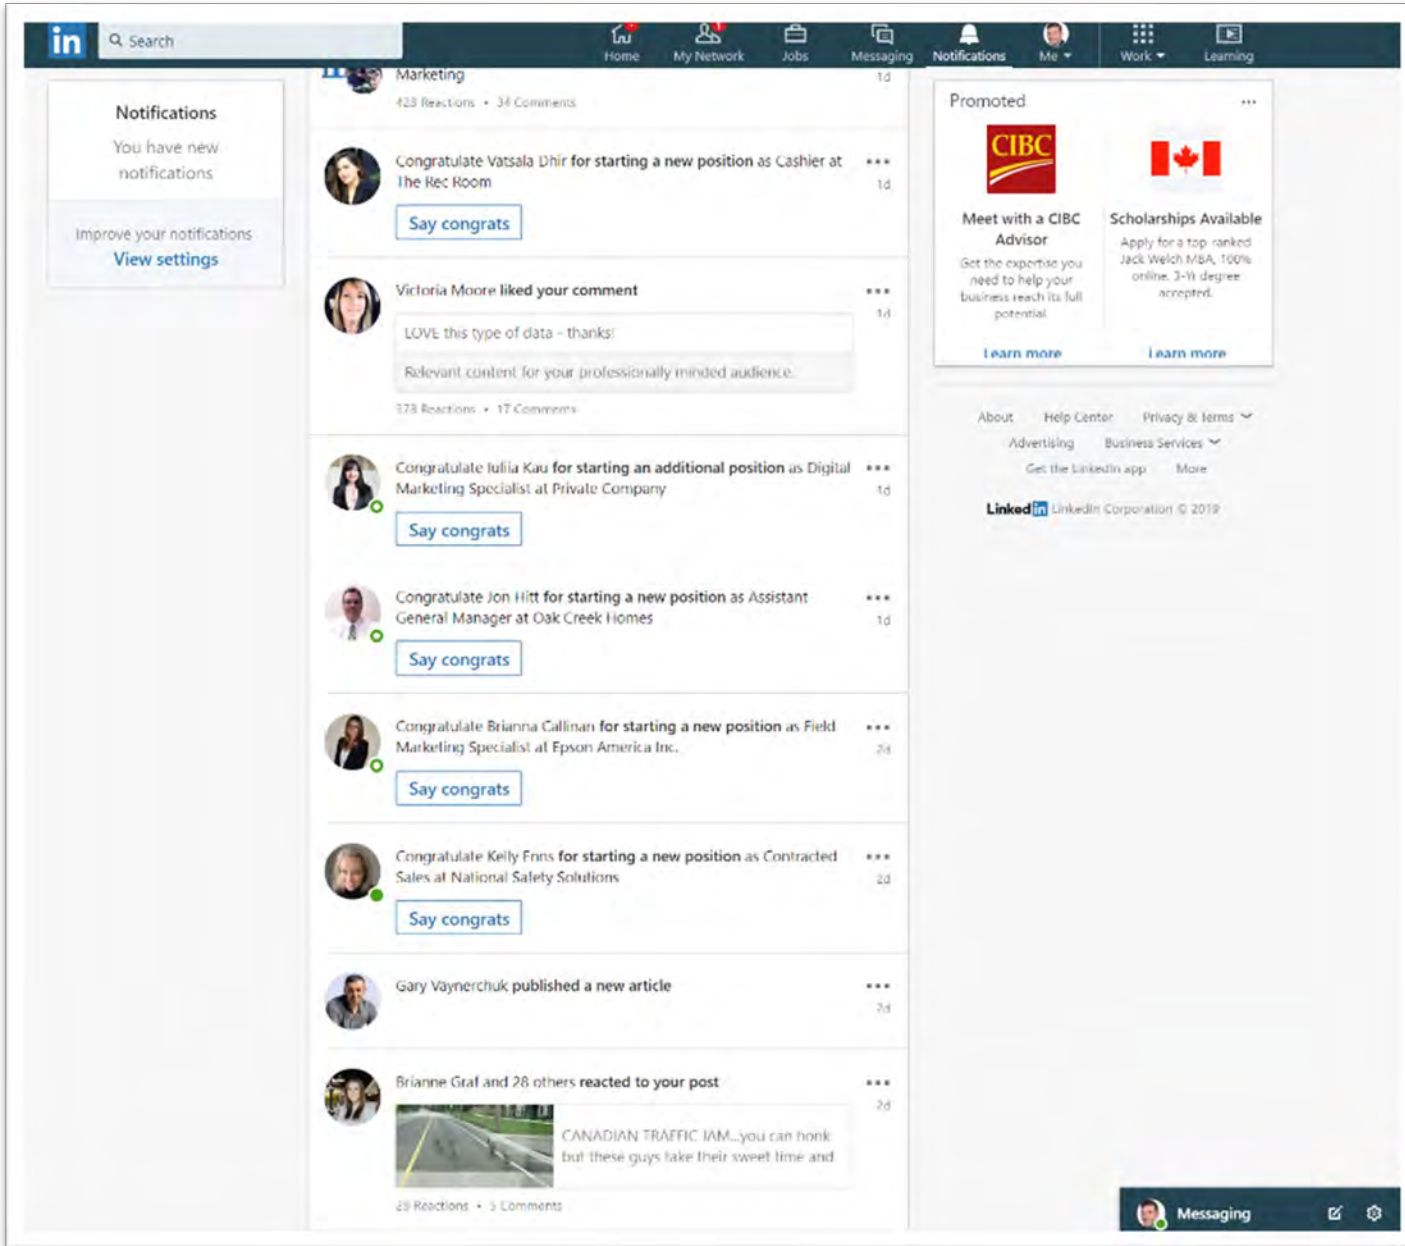 in
Search
Home
My Network
Jobs
Messaging
Notifications
Me
Work
Learning
Notifications
You have new
notifications
Improve your notifications
View settings
Marketing
1d
428 Reactions • 34 Comments
Congratulate Vatsala Dhir for starting a new position as Cashier at
The Rec Room
1d
Say congrats
Victoria Moore liked your comment
1d
LOVE this type of data - thanks!
Relevant content for your professionally minded audience.
378 Reactions • 17 Comments
Congratulate Iuliia Kau for starting an additional position as Digital
Marketing Specialist at Private Company
1d
Say congrats
Congratulate Jon Hitt for starting a new position as Assistant
General Manager at Oak Creek Homes
1d
Say congrats
Congratulate Brianna Callinan for starting a new position as Field
Marketing Specialist at Epson America Inc.
2d
Say congrats
Congratulate Kelly Enns for starting a new position as Contracted
Sales at National Safety Solutions
2d
Say congrats
Gary Vaynerchuk published a new article
2d
Brianne Graf and 28 others reacted to your post
2d
CANADIAN TRAFFIC JAM...you can honk
but these guys take their sweet time and
29 Reactions • 5 Comments
Promoted
CIBC
Meet with a CIBC
Advisor
Get the expertise you
need to help your
business reach its full
potential.
Learn more
Scholarships Available
Apply for a top-ranked
Jack Welch MBA, 100%
online. 3-Yr degree
accepted.
Learn more
About Help Center Privacy & Terms
Advertising Business Services
Get the LinkedIn app More
Linked in LinkedIn Corporation © 2019
Messaging